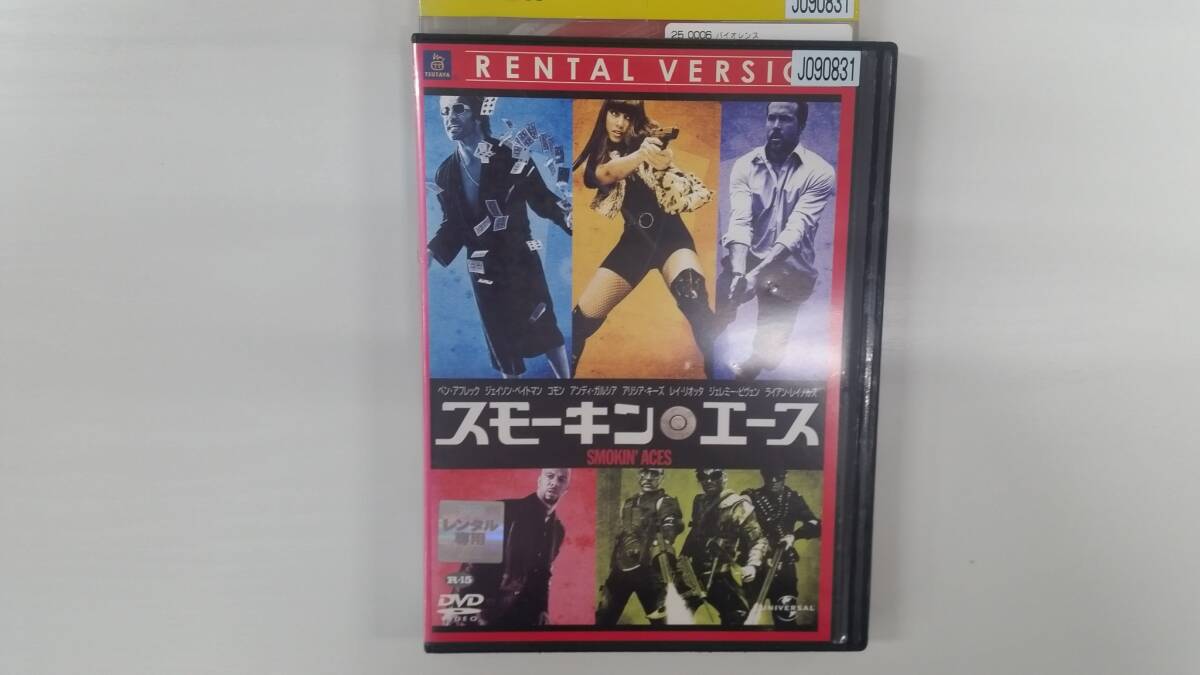 J090831
25 0006 バイオレンス
TSUTAYA
RENTAL VERSIO
J090831
ベン・アフレック ジェイソン・ベイトマン コモン アンディ・ガルシア アリシア・キーズ レイ・リオッタ ジェレミー・ピヴェン ライアン・レイノルズ
スモーキン・エース
SMOKIN' ACES
レンタル
専用
R-15
DVD
VIDEO
UNIVERSAL